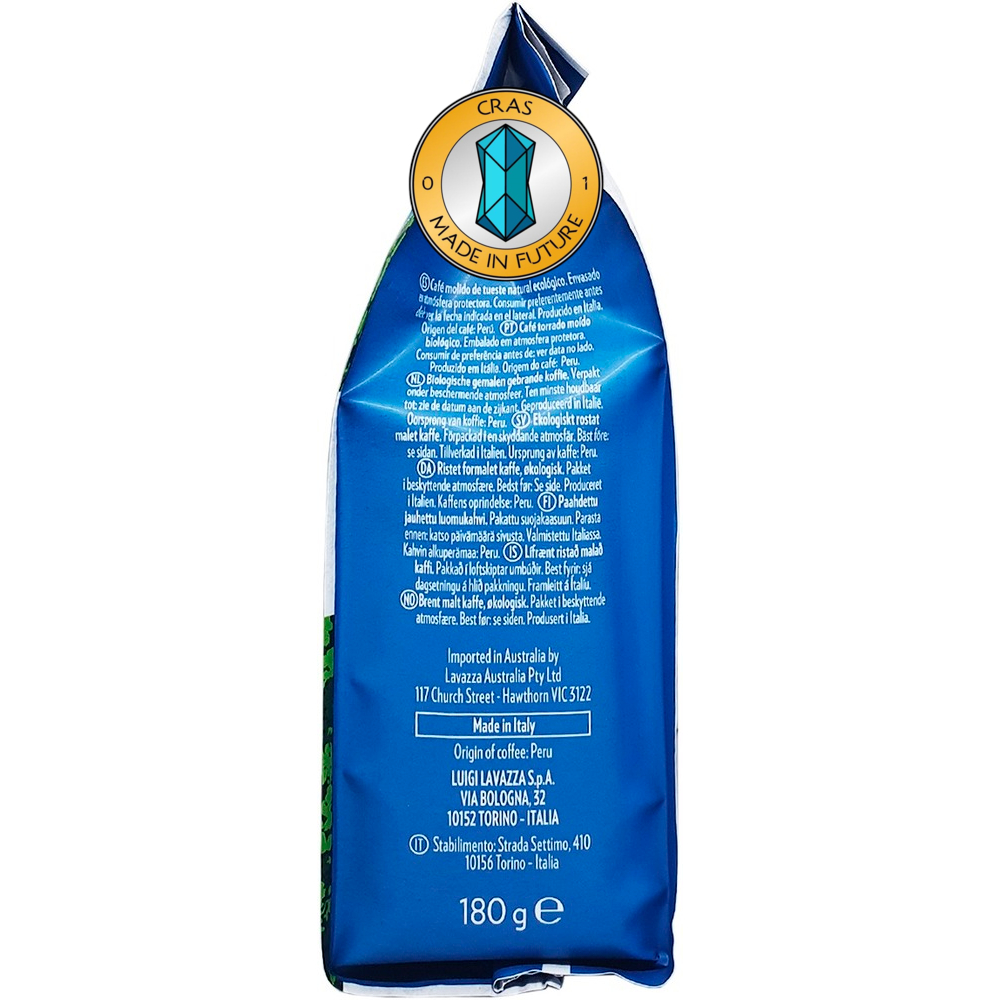 CRAS
0 1
MADE IN FUTURE
ES Café molido de tueste natural ecológico. Envasado
en atmósfera protectora. Consumir preferentemente antes
de: ver la fecha indicada en el lateral. Producido en Italia.
Origen del café: Perú. PT Café torrado moído
biológico. Embalado em atmosfera protetora.
Consumir de preferência antes de: ver data no lado.
Produzido em Itália. Origem do café: Peru.
NL Biologische gemalen gebrande koffie. Verpakt
onder beschermende atmosfeer. Ten minste houdbaar
tot: zie de datum aan de zijkant. Geproduceerd in Italië.
Oorsprong van koffie: Peru. SV Ekologiskt rostat
malet kaffe. Förpackad i en skyddande atmosfär. Bäst före:
se sidan. Tillverkad i Italien. Ursprung av kaffe: Peru.
DA Ristet formalet kaffe, økologisk. Pakket
i beskyttende atmosfære. Bedst før: Se side. Produceret
i Italien. Kaffens oprindelse: Peru. FI Paahdettu
jauhettu luomukahvi. Pakattu suojakaasuun. Parasta
ennen: katso päivämäärä sivusta. Valmistettu Italiassa.
Kahvin alkuperämaa: Peru. IS Lífrænt ristað malað
kaffi. Pakkað í loftskiptar umbúðir. Best fyrir: sjá
dagsetningu á hlið pakkningu. Framleitt á Ítalíu.
NO Brent malt kaffe, økologisk. Pakket i beskyttende
atmosfære. Best før: se siden. Produsert i Italia.
Imported in Australia by
Lavazza Australia Pty Ltd
117 Church Street - Hawthorn VIC 3122
Made in Italy
Origin of coffee: Peru
LUIGI LAVAZZA S.p.A.
VIA BOLOGNA, 32
10152 TORINO - ITALIA
IT Stabilimento: Strada Settimo, 410
10156 Torino - Italia
180 g e